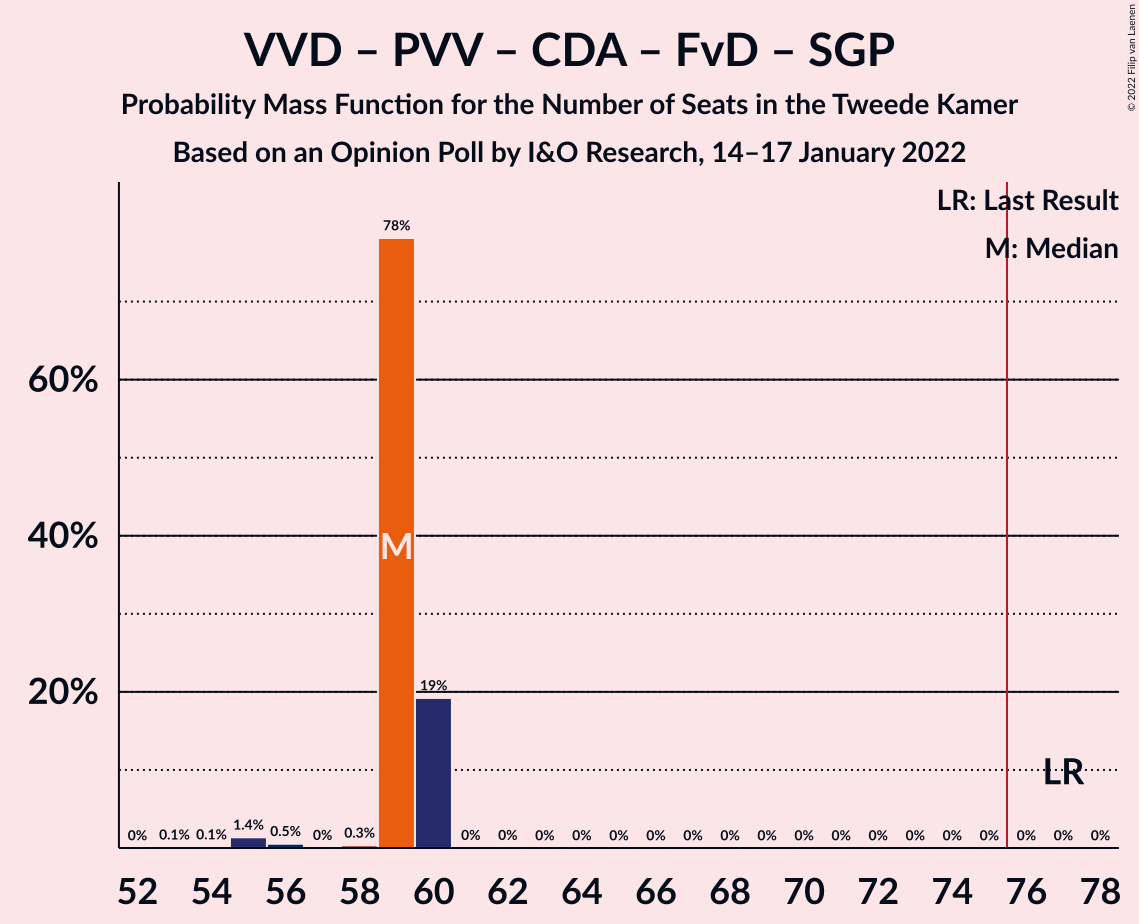 VVD – PVV – CDA – FvD – SGP
Probability Mass Function for the Number of Seats in the Tweede Kamer
Based on an Opinion Poll by I&O Research, 14–17 January 2022
© 2022 Filip van Laenen
LR: Last Result
M: Median
78%
60%
40%
M
20%
19%
LR
0% 0.1% 0.1% 1.4% 0.5% 0% 0.3% 0% 0% 0% 0% 0% 0% 0% 0% 0% 0% 0% 0% 0% 0% 0% 0% 0% 0%
52 54 56 58 60 62 64 66 68 70 72 74 76 78